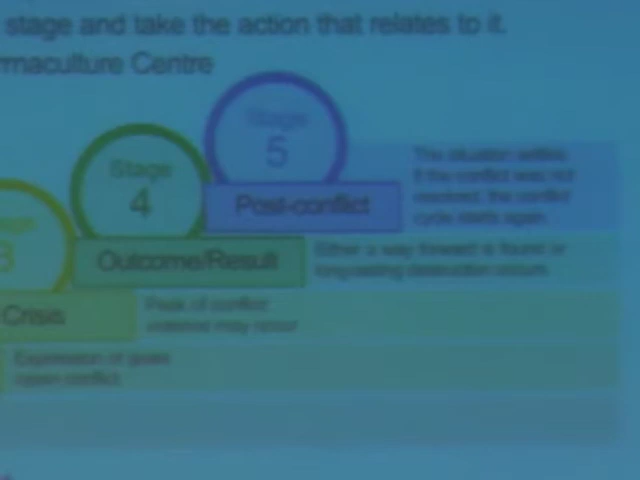 stage and take the action that relates to it.
Centre
Stage
5
The situation settles.
If the conflict was not
resolved, the conflict
cycle starts again.
Post-conflict
Stage
4
Outcome/Result
Either a way forward is found or
long-lasting destruction occurs.
3
Crisis
Peak of conflict
violence may occur
Expression of
open conflict